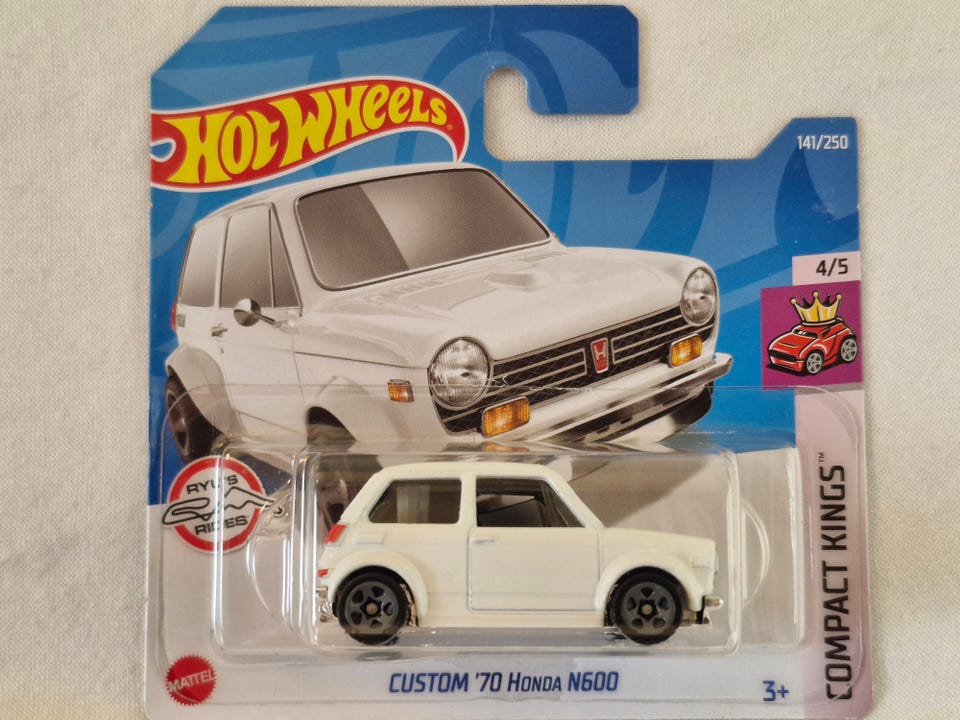 HOT WHEELS
141/250
4/5
RYU'S
RIDES
COMPACT KINGS™
MATTEL
CUSTOM '70 HONDA N600
3+